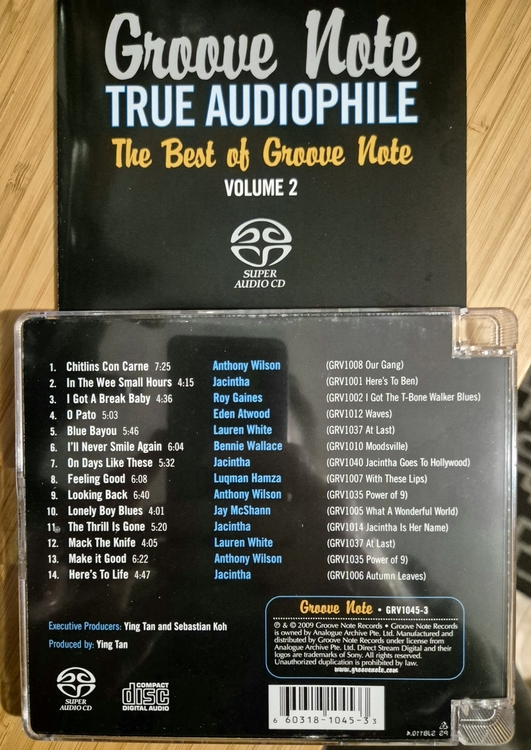 Groove Note
TRUE AUDIOPHILE
The Best of Groove Note
VOLUME 2
SUPER
AUDIO CD
1. Chitlins Con Carne 7:25 Anthony Wilson (GRV1008 Our Gang)
2. In The Wee Small Hours 4:15 Jacintha (GRV1001 Here's To Ben)
3. I Got A Break Baby 4:36 Roy Gaines (GRV1002 I Got The T-Bone Walker Blues)
4. O Pato 5:03 Eden Atwood (GRV1012 Waves)
5. Blue Bayou 5:46 Lauren White (GRV1037 At Last)
6. I'll Never Smile Again 6:04 Bennie Wallace (GRV1010 Moodsville)
7. On Days Like These 5:32 Jacintha (GRV1040 Jacintha Goes To Hollywood)
8. Feeling Good 6:08 Luqman Hamza (GRV1007 With These Lips)
9. Looking Back 6:40 Anthony Wilson (GRV1035 Power of 9)
10. Lonely Boy Blues 4:01 Jay McShann (GRV1005 What A Wonderful World)
11. The Thrill Is Gone 5:20 Jacintha (GRV1014 Jacintha Is Her Name)
12. Mack The Knife 4:05 Lauren White (GRV1037 At Last)
13. Make it Good 6:22 Anthony Wilson (GRV1035 Power of 9)
14. Here's To Life 4:47 Jacintha (GRV1006 Autumn Leaves)
Executive Producers: Ying Tan and Sebastian Koh
Produced by: Ying Tan
Groove Note • GRV1045-3
℗ & © 2009 Groove Note Records • Groove Note Records
is owned by Analogue Archive Pte. Ltd. Manufactured and
distributed by Groove Note Records under license from
Analogue Archive Pte. Ltd. Direct Stream Digital and their
logos are trademarks of Sony. All rights reserved.
Unauthorized duplication is prohibited by law.
www.groovenote.com
SUPER
AUDIO CD
COMPACT
disc
DIGITAL AUDIO
6 60318-1045-3 3